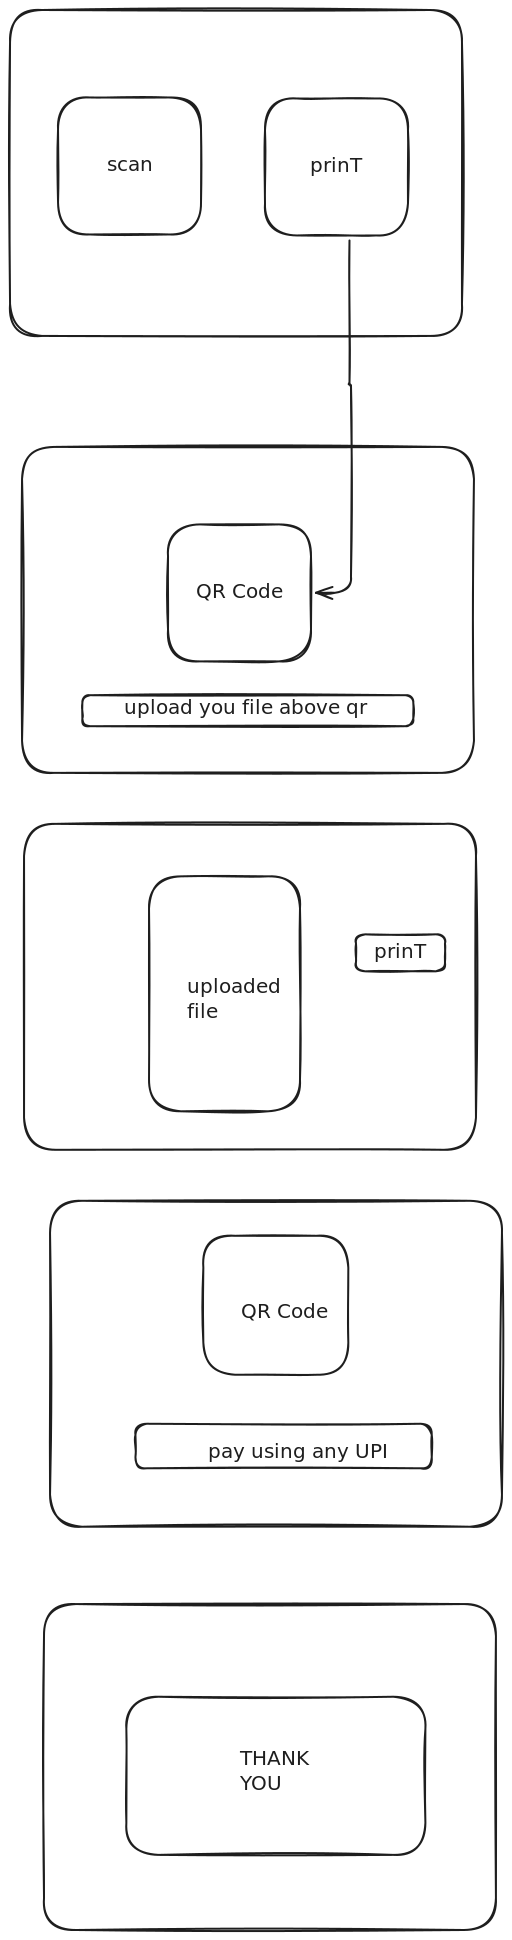 scan
prinT
QR Code
upload you file above qr
uploaded
file
prinT
QR Code
pay using any UPI
THANK
YOU